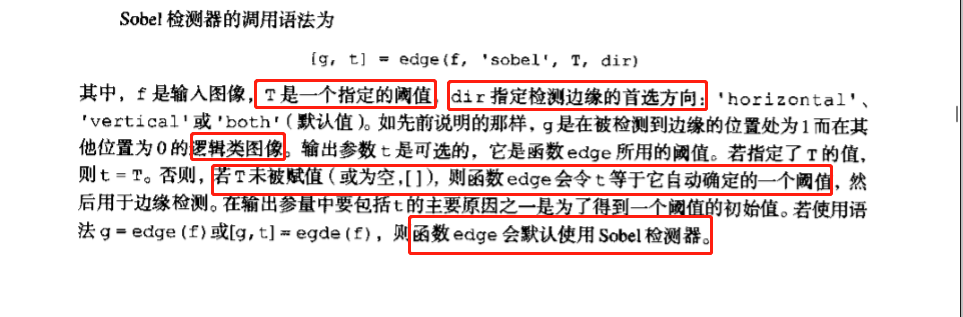 Sobel 检测器的调用语法为
[g, t] = edge(f, 'sobel', T, dir)
其中，f 是输入图像，T 是一个指定的阈值，dir 指定检测边缘的首选方向：'horizontal'、
'vertical'或'both'（默认值）。如先前说明的那样，g 是在被检测到边缘的位置处为 1 而在其
他位置为 0 的逻辑类图像。输出参数 t 是可选的，它是函数 edge 所用的阈值。若指定了 T 的值，
则 t = T。否则，若 T 未被赋值（或为空，[ ]），则函数 edge 会令 t 等于它自动确定的一个阈值，然
后用于边缘检测。在输出参量中要包括 t 的主要原因之一是为了得到一个阈值的初始值。若使用语
法 g = edge(f)或[g,t] = egde(f)，则函数 edge 会默认使用 Sobel 检测器。